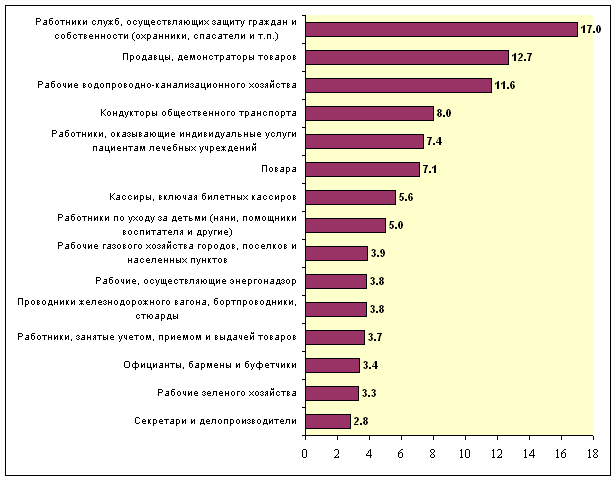 Работники служб, осуществляющих защиту граждан и
собственности (охранники, спасатели и т.п.)
17.0
Продавцы, демонстраторы товаров
12.7
Рабочие водопроводно-канализационного хозяйства
11.6
Кондукторы общественного транспорта
8.0
Работники, оказывающие индивидуальные услуги
пациентам лечебных учреждений
7.4
Повара
7.1
Кассиры, включая билетных кассиров
5.6
Работники по уходу за детьми (няни, помощники
воспитателя и другие)
5.0
Рабочие газового хозяйства городов, поселков и
населенных пунктов
3.9
Рабочие, осуществляющие энергонадзор
3.8
Проводники железнодорожного вагона, бортпроводники,
стюарды
3.8
Работники, занятые учетом, приемом и выдачей товаров
3.7
Официанты, бармены и буфетчики
3.4
Рабочие зеленого хозяйства
3.3
Секретари и делопроизводители
2.8
0 2 4 6 8 10 12 14 16 18